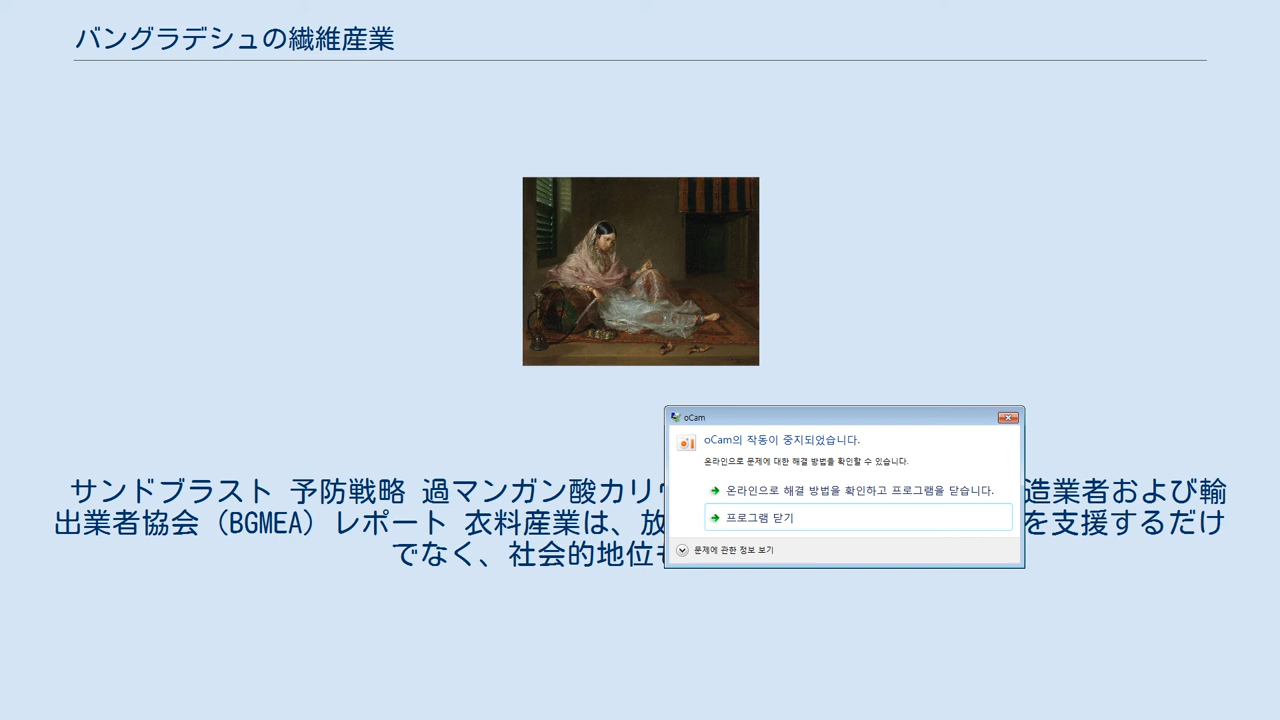 バングラデシュの繊維産業
サンドブラスト 予防戦略 過マンガン酸カリ 造業者および輸
出業者協会（BGMEA）レポート 衣料産業は、放 を支援するだけ
でなく、社会的地位
oCam
oCam의 작동이 중지되었습니다.
온라인으로 문제에 대한 해결 방법을 확인할 수 있습니다.
온라인으로 해결 방법을 확인하고 프로그램을 닫습니다.
프로그램 닫기
문제에 관한 정보 보기